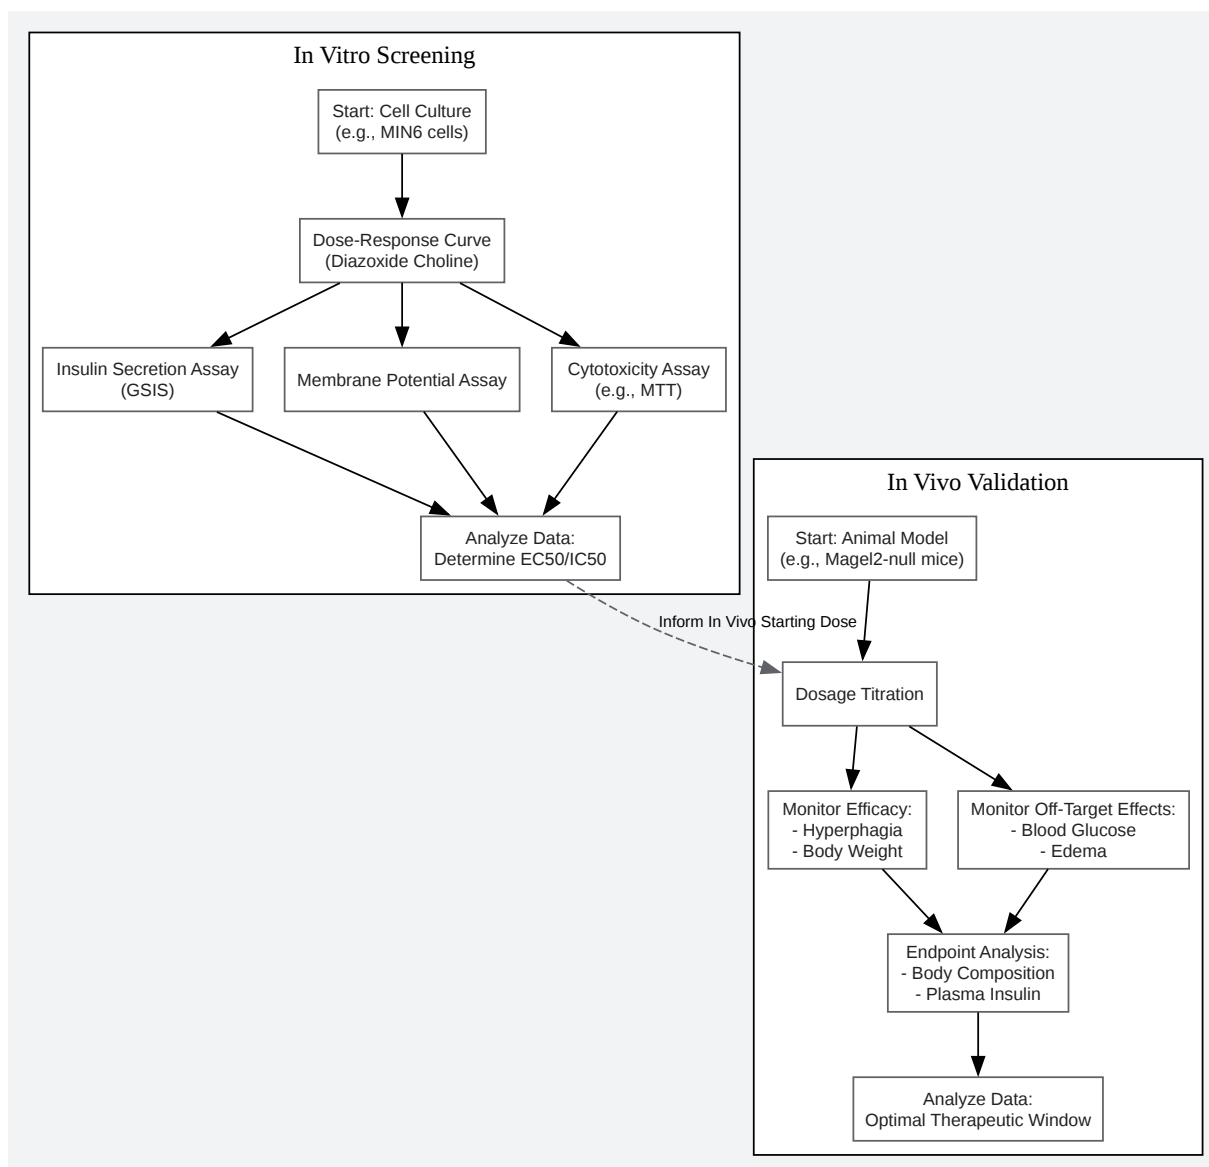 In Vitro Screening
Start: Cell Culture
(e.g., MIN6 cells)
Dose-Response Curve
(Diazoxide Choline)
Insulin Secretion Assay
(GSIS)
Membrane Potential Assay
Cytotoxicity Assay
(e.g., MTT)
Analyze Data:
Determine EC50/IC50
Inform In Vivo Starting Dose
In Vivo Validation
Start: Animal Model
(e.g., Magel2-null mice)
Dosage Titration
Monitor Efficacy:
- Hyperphagia
- Body Weight
Monitor Off-Target Effects:
- Blood Glucose
- Edema
Endpoint Analysis:
- Body Composition
- Plasma Insulin
Analyze Data:
Optimal Therapeutic Window